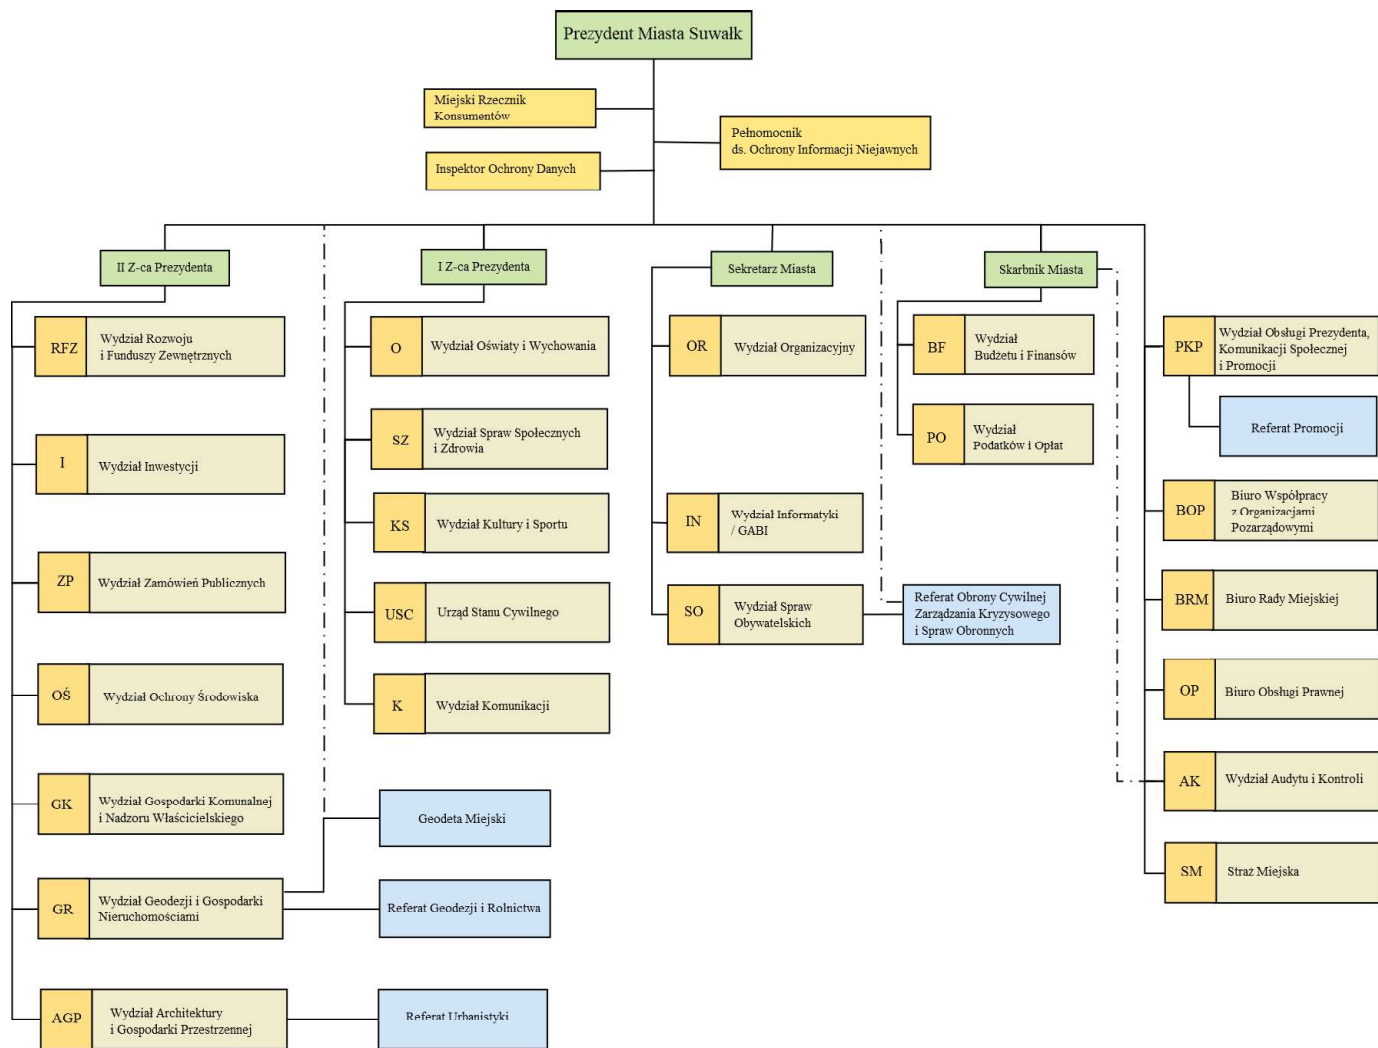 Prezydent Miasta Suwałk
Miejski Rzecznik
Konsumentów
Pełnomocnik
ds. Ochrony Informacji Niejawnych
Inspektor Ochrony Danych
II Z-ca Prezydenta
RFZ
Wydział Rozwoju
i Funduszy Zewnętrznych
I
Wydział Inwestycji
ZP
Wydział Zamówień Publicznych
OŚ
Wydział Ochrony Środowiska
GK
Wydział Gospodarki Komunalnej
i Nadzoru Właścicielskiego
GR
Wydział Geodezji i Gospodarki
Nieruchomościami
Geodeta Miejski
Referat Geodezji i Rolnictwa
AGP
Wydział Architektury
i Gospodarki Przestrzennej
Referat Urbanistyki
I Z-ca Prezydenta
O
Wydział Oświaty i Wychowania
SZ
Wydział Spraw Społecznych
i Zdrowia
KS
Wydział Kultury i Sportu
USC
Urząd Stanu Cywilnego
K
Wydział Komunikacji
Sekretarz Miasta
OR
Wydział Organizacyjny
IN
Wydział Informatyki
/ GABI
SO
Wydział Spraw
Obywatelskich
Referat Obrony Cywilnej
Zarządzania Kryzysowego
i Spraw Obronnych
Skarbnik Miasta
BF
Wydział
Budżetu i Finansów
PO
Wydział
Podatków i Opłat
PKP
Wydział Obsługi Prezydenta,
Komunikacji Społecznej
i Promocji
Referat Promocji
BOP
Biuro Współpracy
z Organizacjami
Pozarządowymi
BRM
Biuro Rady Miejskiej
OP
Biuro Obsługi Prawnej
AK
Wydział Audytu i Kontroli
SM
Straż Miejska